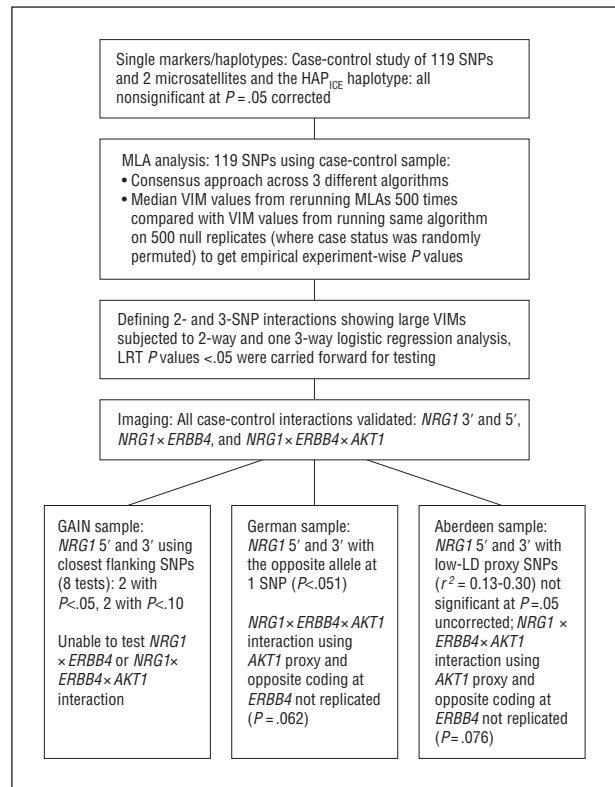 Single markers/haplotypes: Case-control study of 119 SNPs
and 2 microsatellites and the HAP_ICE haplotype: all
nonsignificant at P = .05 corrected
MLA analysis: 119 SNPs using case-control sample:
• Consensus approach across 3 different algorithms
• Median VIM values from rerunning MLAs 500 times
compared with VIM values from running same algorithm
on 500 null replicates (where case status was randomly
permuted) to get empirical experiment-wise P values
Defining 2- and 3-SNP interactions showing large VIMs
subjected to 2-way and one 3-way logistic regression analysis,
LRT P values <.05 were carried forward for testing
Imaging: All case-control interactions validated: NRG1 3′ and 5′,
NRG1 × ERBB4, and NRG1 × ERBB4 × AKT1
GAIN sample:
NRG1 5′ and 3′ using
closest flanking SNPs
(8 tests): 2 with
P<.05, 2 with P<.10
Unable to test NRG1
× ERBB4 or NRG1×
ERBB4 × AKT1
interaction
German sample:
NRG1 5′ and 3′ with
the opposite allele at
1 SNP (P<.051)
NRG1 × ERBB4 × AKT1
interaction using
AKT1 proxy and
opposite coding at
ERBB4 not replicated
(P = .062)
Aberdeen sample:
NRG1 5′ and 3′ with
low-LD proxy SNPs
(r² = 0.13-0.30) not
significant at P = .05
uncorrected; NRG1 ×
ERBB4 × AKT1
interaction using
AKT1 proxy and
opposite coding at
ERBB4 not replicated
(P = .076)